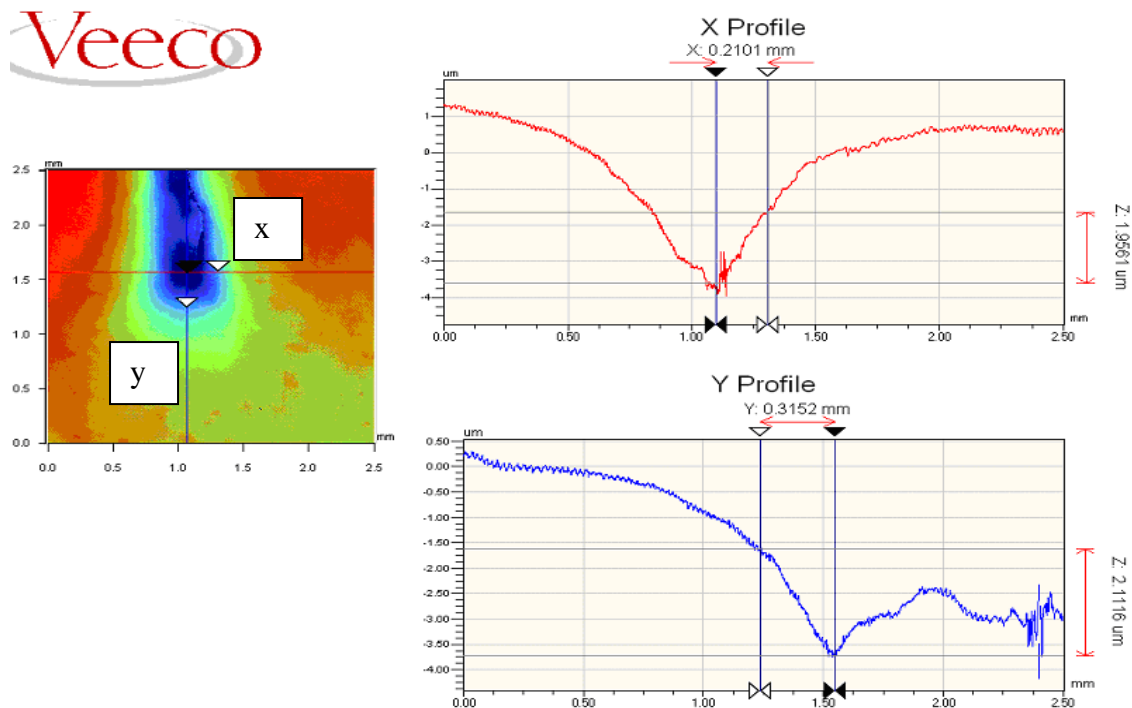 Veeco
X Profile
X: 0.2101 mm
um
1
0
-1
-2
-3
-4
Z: 1.9561 um
mm
0.00 0.50 1.00 1.50 2.00 2.50
mm
2.5
2.0
1.5
1.0
0.5
0.0
x
y
mm
0.0 0.5 1.0 1.5 2.0 2.5
Y Profile
Y: 0.3152 mm
um
0.50
0.00
-0.50
-1.00
-1.50
-2.00
-2.50
-3.00
-3.50
-4.00
Z: 2.1116 um
mm
0.00 0.50 1.00 1.50 2.00 2.50